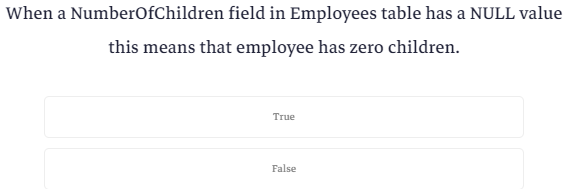 When a NumberOfChildren field in Employees table has a NULL value
this means that employee has zero children.
True
False